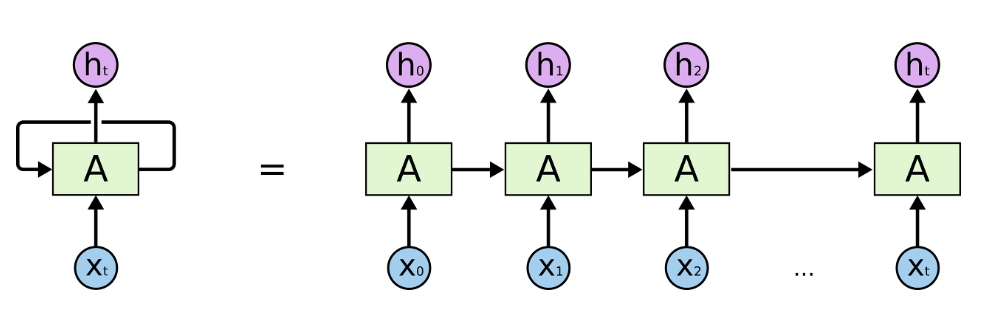 hₜ h₀ h₁ h₂ hₜ
A = A A A A
xₜ x₀ x₁ x₂ ... xₜ